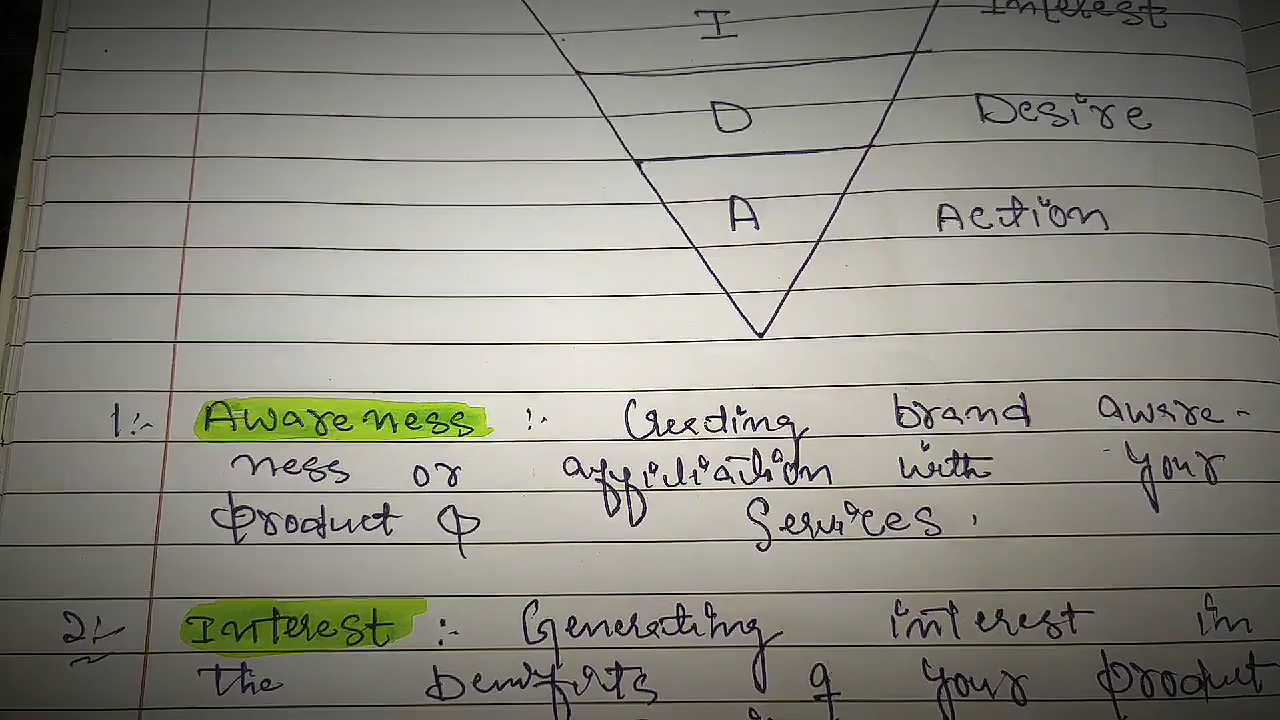 I Interest
D Desire
A Action
1:- Awareness :- Creating brand aware-
ness or affiliation with your
product & Services.
2:- Interest :- Generating interest in
the benifits of your product